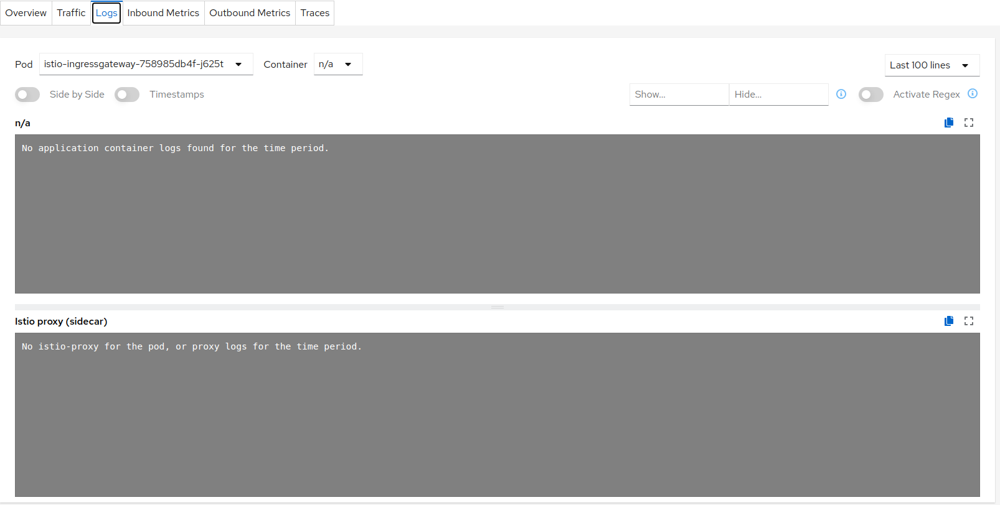 Overview Traffic Logs Inbound Metrics Outbound Metrics Traces
Pod istio-ingressgateway-758985db4f-j625t Container n/a Last 100 lines
Side by Side Timestamps Show... Hide... Activate Regex
n/a
No application container logs found for the time period.
Istio proxy (sidecar)
No istio-proxy for the pod, or proxy logs for the time period.